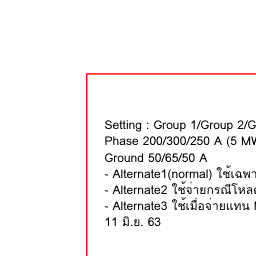 Setting : Group 1/Group 2/G
Phase 200/300/250 A (5 MW
Ground 50/65/50 A
- Alternate1(normal) ใช้เฉพา
- Alternate2 ใช้จ่ายกรณีโหลด
- Alternate3 ใช้เมื่อจ่ายแทน
11 มิ.ย. 63